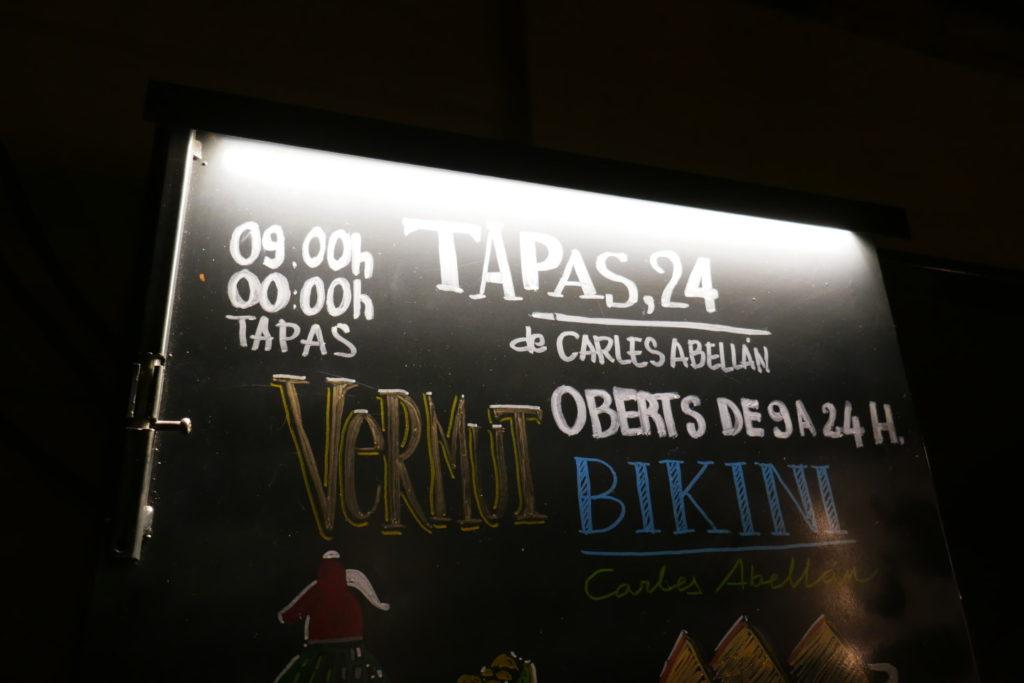 09:00h
00:00h
TAPAS
TAPAS, 24
de CARLES ABELLÁN
OBERTS DE 9 A 24 H.
VERMUT
BIKINI
Carles Abellán